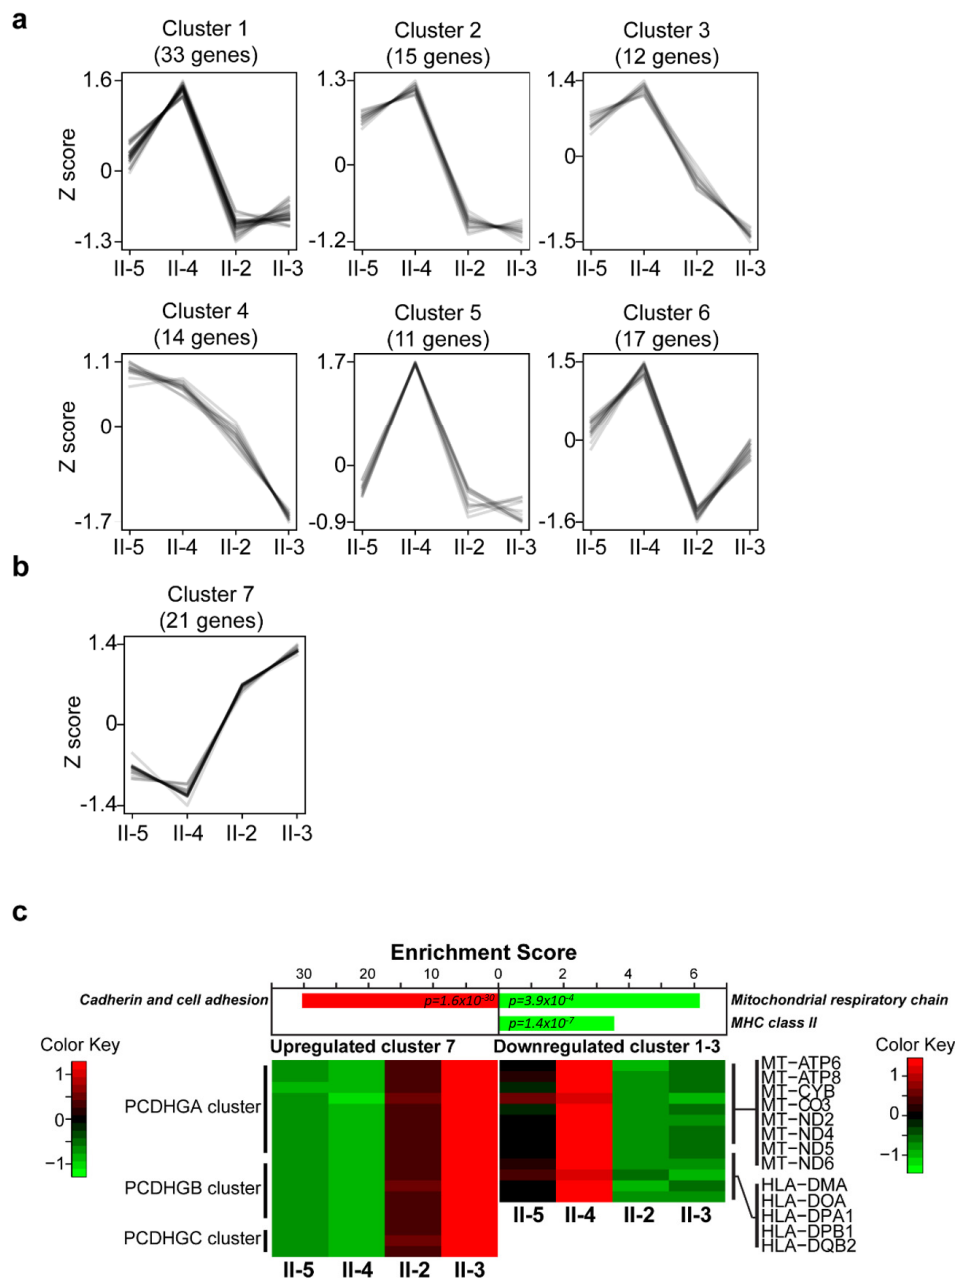 a
Cluster 1
(33 genes)
Cluster 2
(15 genes)
Cluster 3
(12 genes)
Z score
1.6
0
-1.3
II-5 II-4 II-2 II-3
1.3
0
-1.2
II-5 II-4 II-2 II-3
1.4
0
-1.5
II-5 II-4 II-2 II-3
Cluster 4
(14 genes)
Cluster 5
(11 genes)
Cluster 6
(17 genes)
Z score
1.1
0
-1.7
II-5 II-4 II-2 II-3
1.7
0
-0.9
II-5 II-4 II-2 II-3
1.5
0
-1.6
II-5 II-4 II-2 II-3
b
Cluster 7
(21 genes)
Z score
1.4
0
-1.4
II-5 II-4 II-2 II-3
c
Enrichment Score
30 20 10 0 2 4 6
Cadherin and cell adhesion
p=1.6x10-30
p=3.9x10-4
Mitochondrial respiratory chain
p=1.4x10-7
MHC class II
Color Key
1
0
−1
Upregulated cluster 7
Downregulated cluster 1-3
Color Key
1
0
−1
PCDHGA cluster
PCDHGB cluster
PCDHGC cluster
II-5 II-4 II-2 II-3
II-5 II-4 II-2 II-3
MT−ATP6
MT−ATP8
MT−CYB
MT−CO3
MT−ND2
MT−ND4
MT−ND5
MT−ND6
HLA−DMA
HLA−DOA
HLA−DPA1
HLA−DPB1
HLA−DQB2